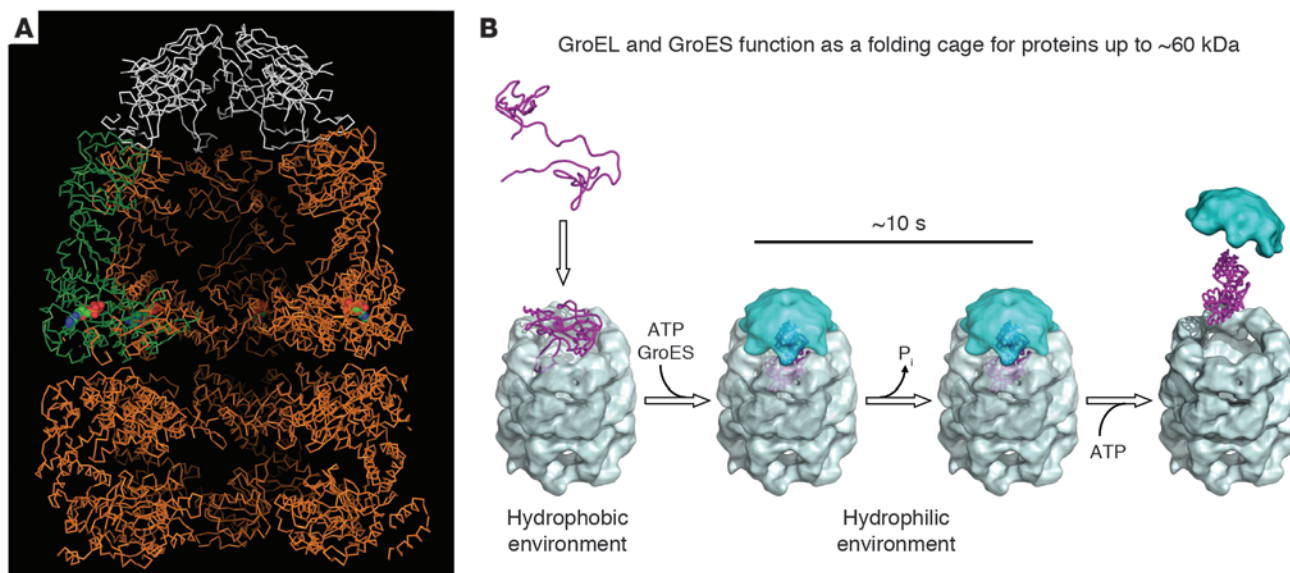 A
B
GroEL and GroES function as a folding cage for proteins up to ~60 kDa
~10 s
ATP
GroES
Pi
ATP
Hydrophobic
environment
Hydrophilic
environment